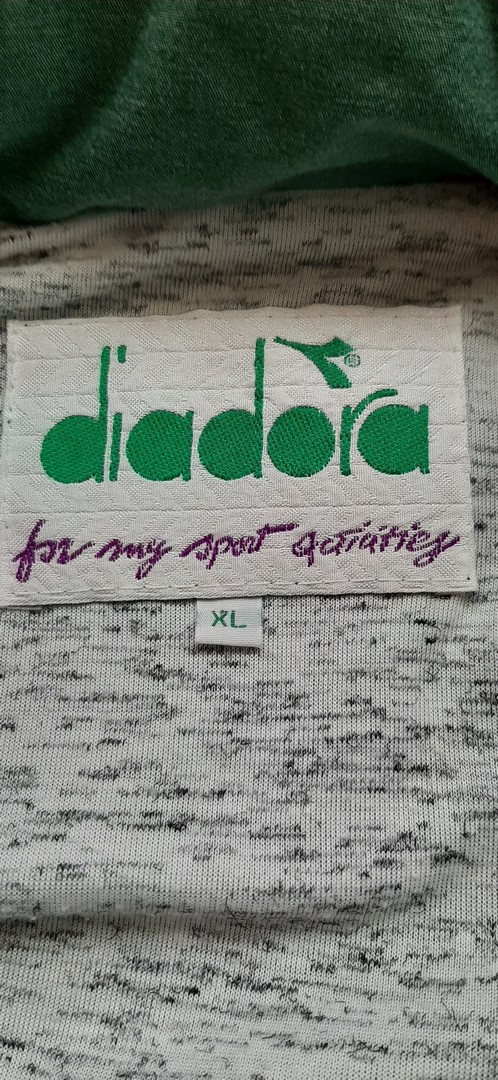 diadora®
for my sport activities
XL